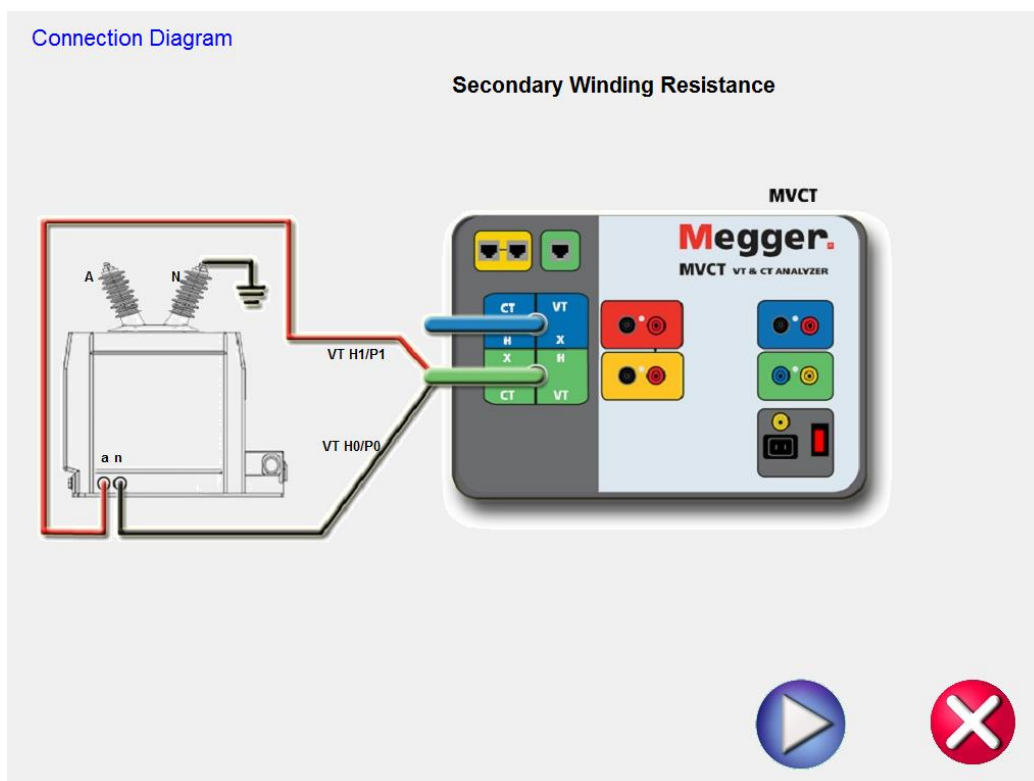 Connection Diagram
Secondary Winding Resistance
MVCT
Megger.
MVCT VT & CT ANALYZER
A
N
CT VT
H X
X H
CT VT
VT H1/P1
VT H0/P0
a n